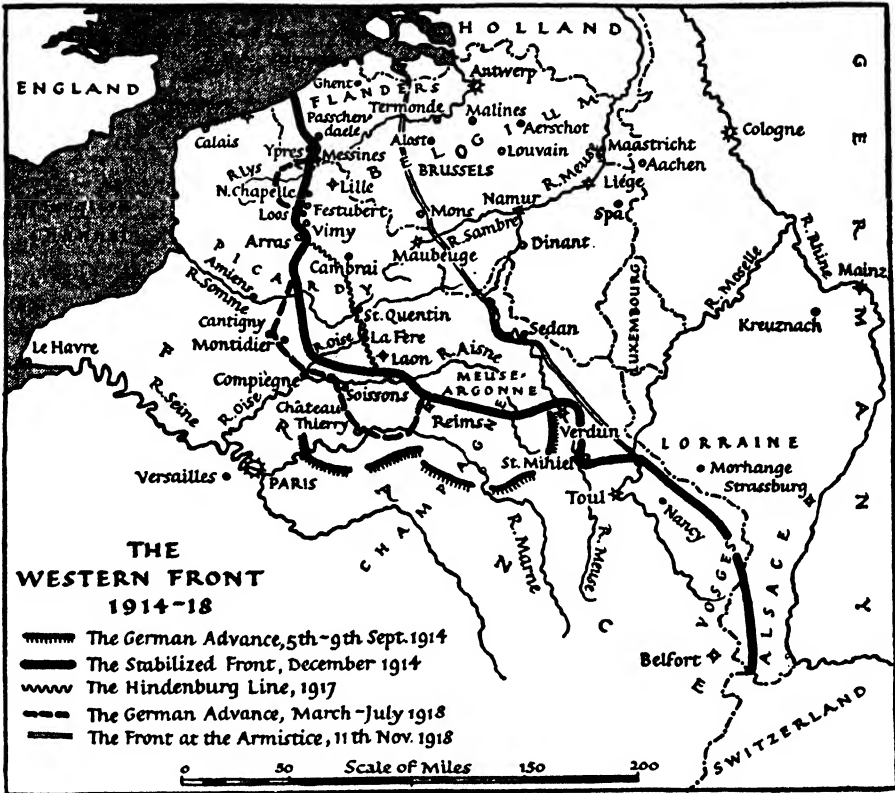 HOLLAND
ENGLAND
GERMANY
Ghent
Antwerp
FLANDERS
Termonde
Passchen-
daele
Malines
Calais
Alost
Aerschot
Cologne
Ypres
Messines
BELOGIUM
Louvain
Maastricht
Aachen
BRUSSELS
R. Meuse
R Lys
Lille
Liége
N. Chapelle
Namur
Festubert
Mons
Spa
Loos
Vimy
R. Sambre
Arras
Maubeuge
Dinant
R. Rhine
PICARDY
Cambrai
R. Moselle
Mainz
Amiens
R. Somme
LUXEMBOURG
Cantigny
St. Quentin
Kreuznach
Montidier
R. Oise
La Fère
Sedan
Le Havre
Laon
R. Aisne
FRANCE
Compiègne
Soissons
MEUSE-
ARGONNE
R. Seine
R. Oise
Château-
Thierry
Reims
Verdun
LORRAINE
St. Mihiel
Morhange
Versailles
PARIS
Strassburg
Toul
Nancy
CHAMPAGNE
R. Marne
R. Meuse
VOSGES
ALSACE
Belfort
SWITZERLAND
THE
WESTERN FRONT
1914-18
The German Advance, 5th-9th Sept. 1914
The Stabilized Front, December 1914
The Hindenburg Line, 1917
The German Advance, March-July 1918
The Front at the Armistice, 11th Nov. 1918
0 50 Scale of Miles 150 200